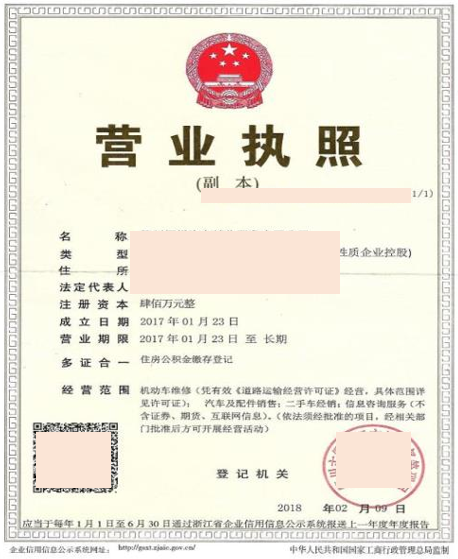 营业执照
(副 本)
1/1)
名 称
类 型 性质企业控股)
住 所
法定代表人
注册资本 肆佰万元整
成立日期 2017年01月23日
营业期限 2017年01月23日 至 长期
多证合一 住房公积金缴存登记
经营范围 机动车维修（凭有效《道路运输经营许可证》经营，具体范围详
见许可证）； 汽车及配件销售；二手车经销；信息咨询服务（不
含证券、期货、互联网信息）。（依法须经批准的项目，经相关部
门批准后方可开展经营活动）
登记机关
2018 年02 月09日
应当于每年1月1日至6月30日通过浙江省企业信用信息公示系统报送上一年度年度报告
企业信用信息公示系统网址： http://gsxt.zjaic.gov.cn/ 中华人民共和国国家工商行政管理总局监制